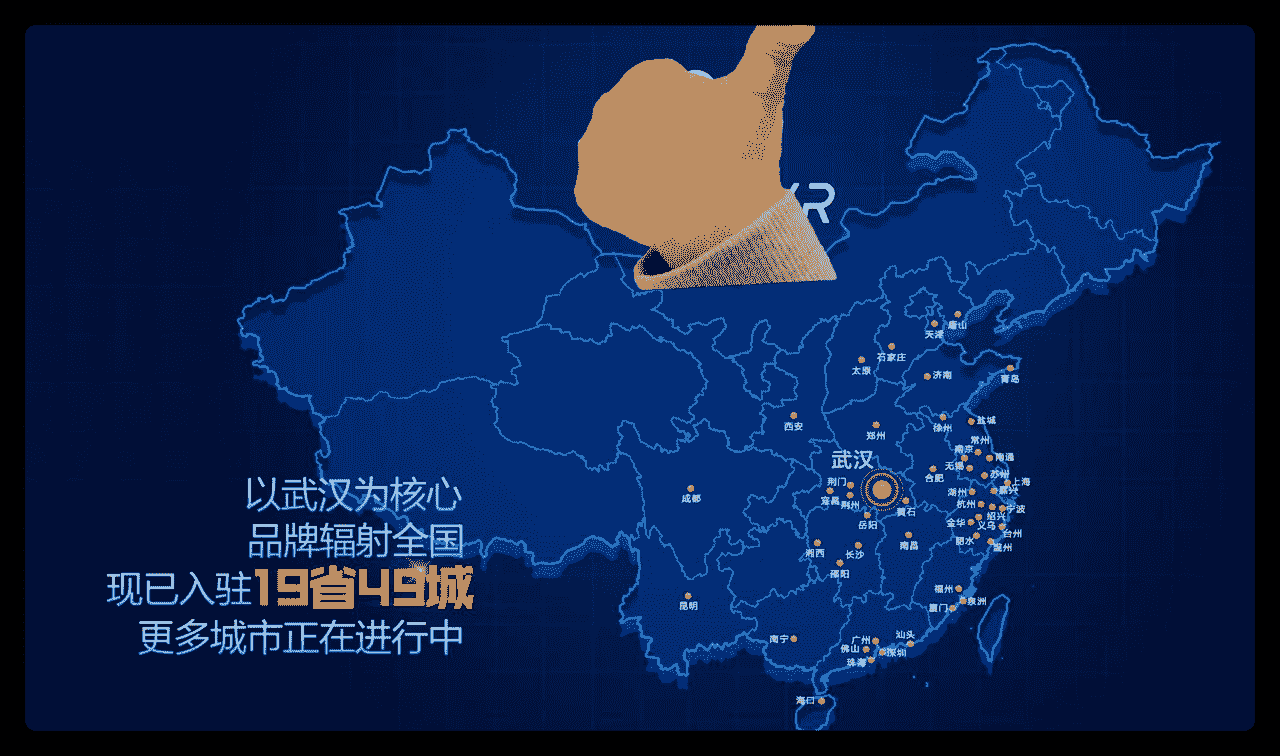 R
天津
唐山
石家庄
太原
济南
青岛
西安
郑州
徐州
盐城
常州
南京
南通
武汉
无锡
合肥
苏州
上海
成都
荆门
宜昌
荆州
黄石
湖州
嘉兴
杭州
宁波
绍兴
金华
义乌
台州
岳阳
南昌
湘西
长沙
邵阳
昆明
福州
泉州
厦门
南宁
广州
汕头
佛山
深圳
珠海
海口
以武汉为核心
品牌辐射全国
现已入驻19省49城
更多城市正在进行中